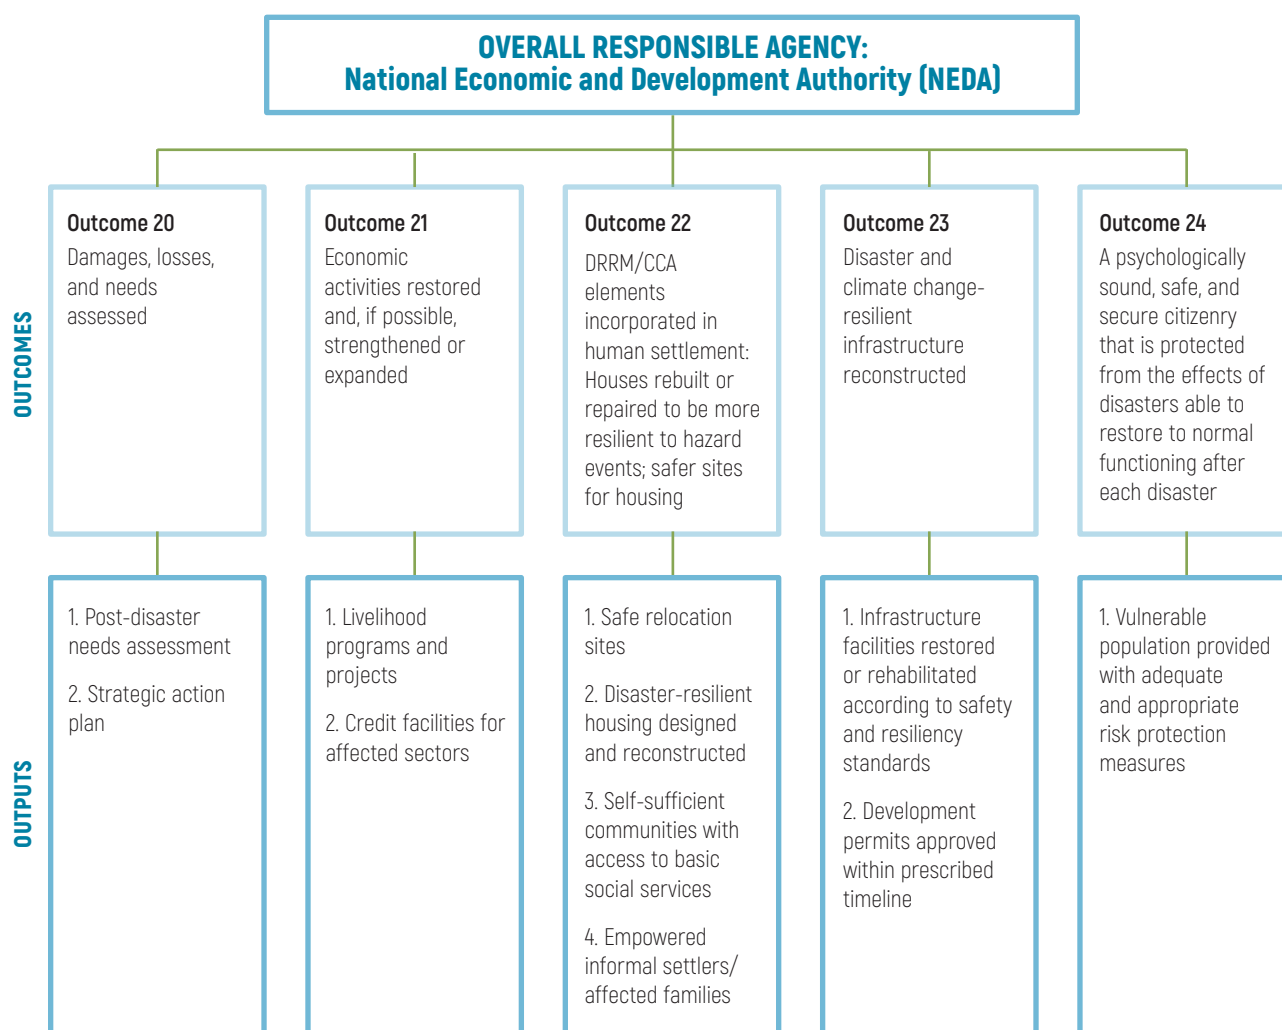 OVERALL RESPONSIBLE AGENCY:
National Economic and Development Authority (NEDA)
OUTCOMES
Outcome 20
Damages, losses,
and needs
assessed
Outcome 21
Economic
activities restored
and, if possible,
strengthened or
expanded
Outcome 22
DRRM/CCA
elements
incorporated in
human settlement:
Houses rebuilt or
repaired to be more
resilient to hazard
events; safer sites
for housing
Outcome 23
Disaster and
climate change-
resilient
infrastructure
reconstructed
Outcome 24
A psychologically
sound, safe, and
secure citizenry
that is protected
from the effects of
disasters able to
restore to normal
functioning after
each disaster
OUTPUTS
1. Post-disaster
needs assessment
2. Strategic action
plan
1. Livelihood
programs and
projects
2. Credit facilities for
affected sectors
1. Safe relocation
sites
2. Disaster-resilient
housing designed
and reconstructed
3. Self-sufficient
communities with
access to basic
social services
4. Empowered
informal settlers/
affected families
1. Infrastructure
facilities restored
or rehabilitated
according to safety
and resiliency
standards
2. Development
permits approved
within prescribed
timeline
1. Vulnerable
population provided
with adequate
and appropriate
risk protection
measures